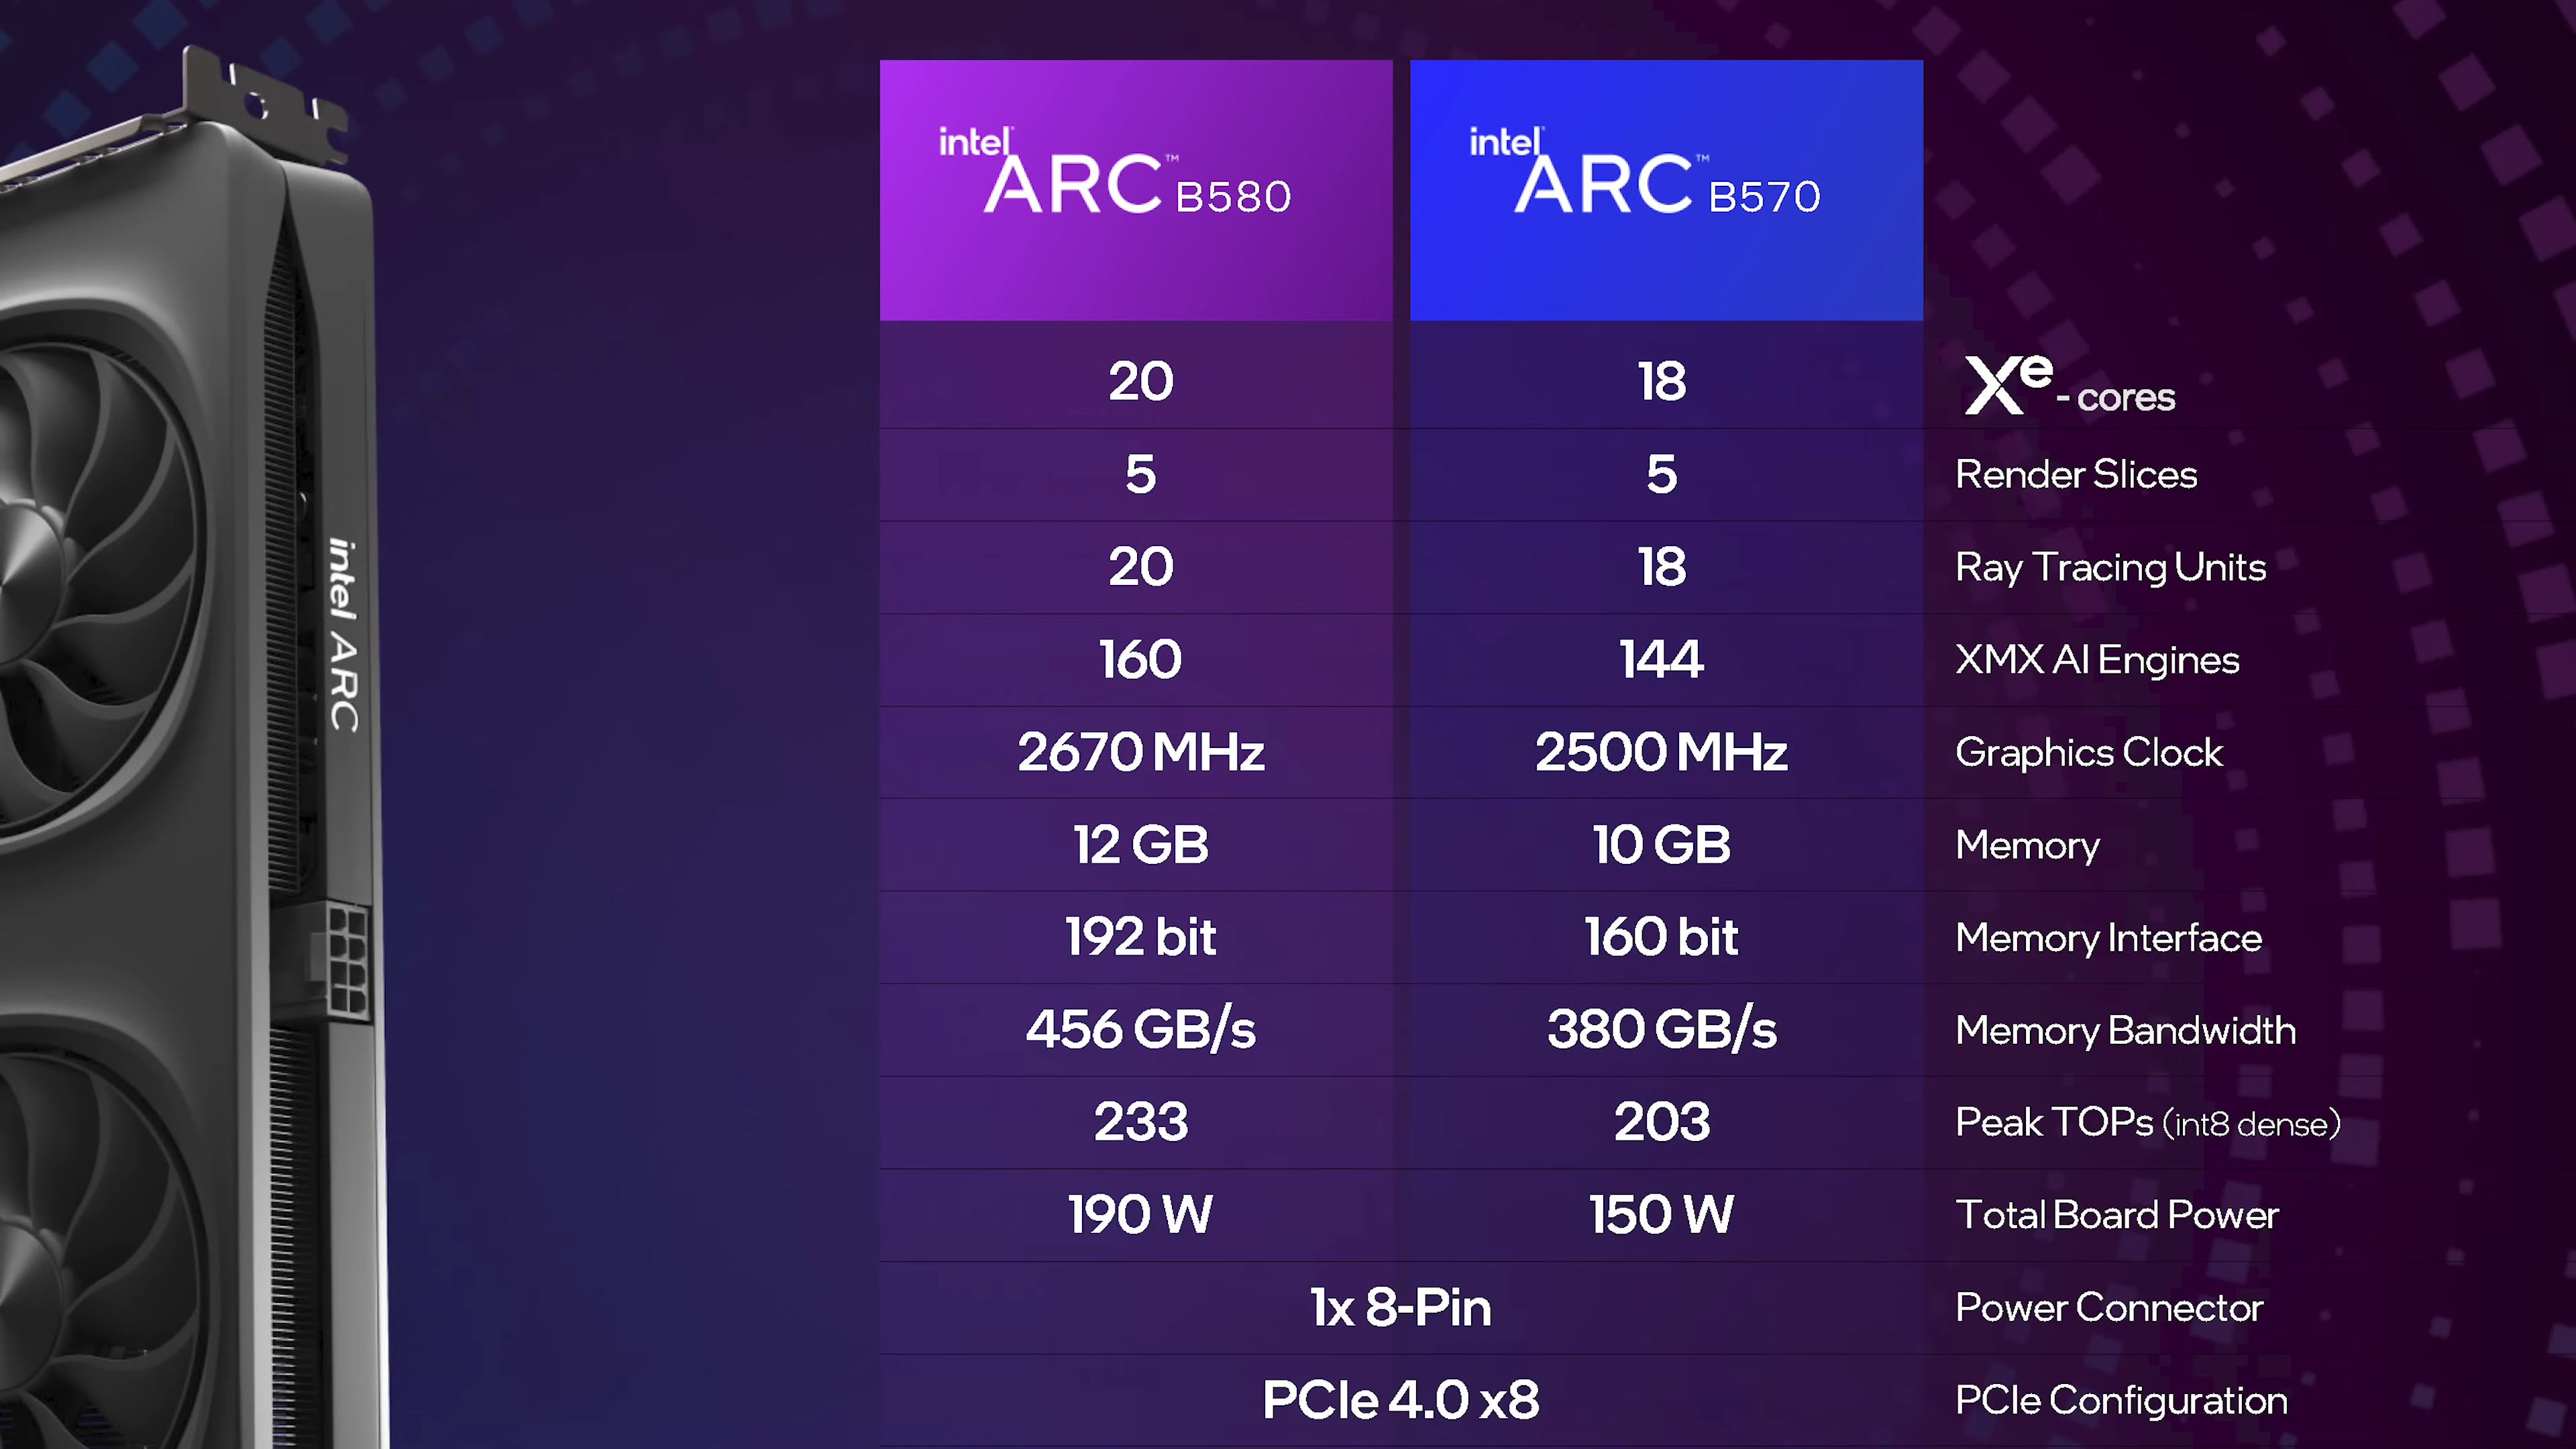 intel ARC
intel ARC™ B580
intel ARC™ B570
20 18 Xe - cores
5 5 Render Slices
20 18 Ray Tracing Units
160 144 XMX AI Engines
2670 MHz 2500 MHz Graphics Clock
12 GB 10 GB Memory
192 bit 160 bit Memory Interface
456 GB/s 380 GB/s Memory Bandwidth
233 203 Peak TOPs (int8 dense)
190 W 150 W Total Board Power
1x 8-Pin Power Connector
PCIe 4.0 x8 PCIe Configuration